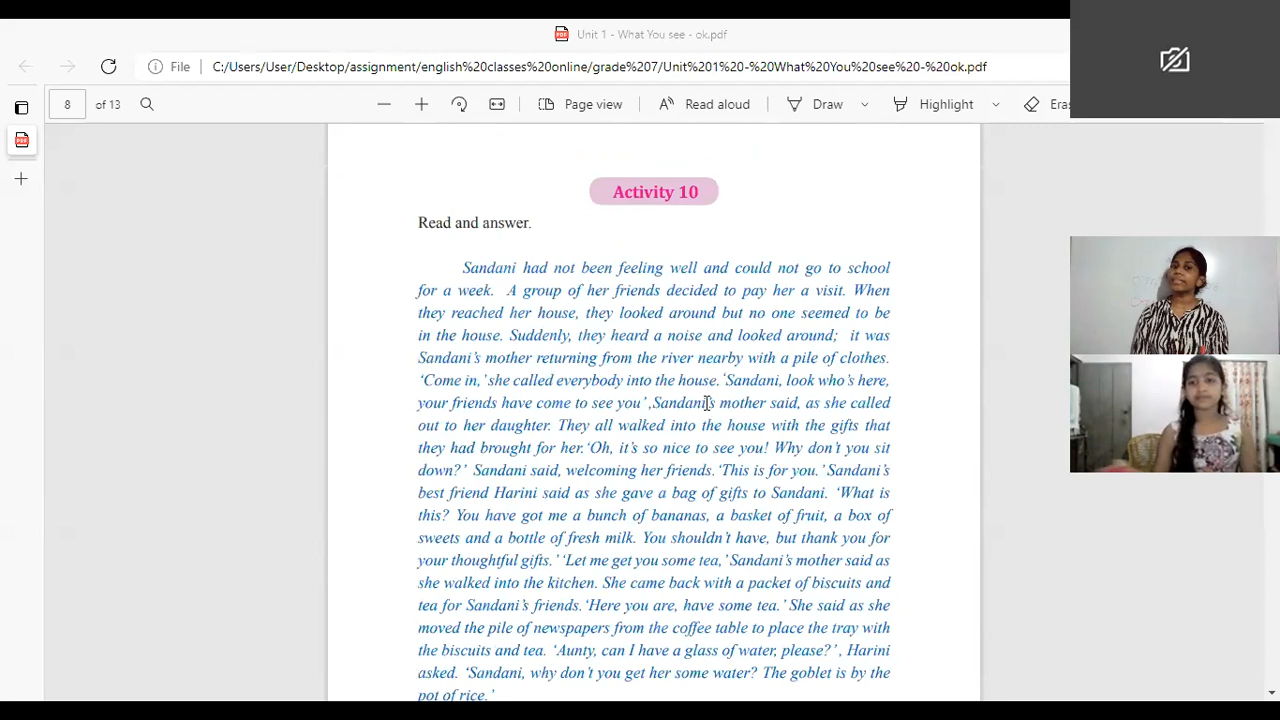 Unit 1 - What You see - ok.pdf
File C:/Users/User/Desktop/assignment/english%20classes%20online/grade%207/Unit%201%20-%20What%20You%20see%20-%20ok.pdf
8 of 13 Page view Read aloud Draw Highlight Eras
Activity 10
Read and answer.
Sandani had not been feeling well and could not go to school
for a week. A group of her friends decided to pay her a visit. When
they reached her house, they looked around but no one seemed to be
in the house. Suddenly, they heard a noise and looked around; it was
Sandani's mother returning from the river nearby with a pile of clothes.
'Come in,' she called everybody into the house. 'Sandani, look who's here,
your friends have come to see you' ,Sandani's mother said, as she called
out to her daughter. They all walked into the house with the gifts that
they had brought for her. 'Oh, it's so nice to see you! Why don't you sit
down?' Sandani said, welcoming her friends. 'This is for you.' Sandani's
best friend Harini said as she gave a bag of gifts to Sandani. 'What is
this? You have got me a bunch of bananas, a basket of fruit, a box of
sweets and a bottle of fresh milk. You shouldn't have, but thank you for
your thoughtful gifts.' 'Let me get you some tea,' Sandani's mother said as
she walked into the kitchen. She came back with a packet of biscuits and
tea for Sandani's friends. 'Here you are, have some tea.' She said as she
moved the pile of newspapers from the coffee table to place the tray with
the biscuits and tea. 'Aunty, can I have a glass of water, please?', Harini
asked. 'Sandani, why don't you get her some water? The goblet is by the
pot of rice.'